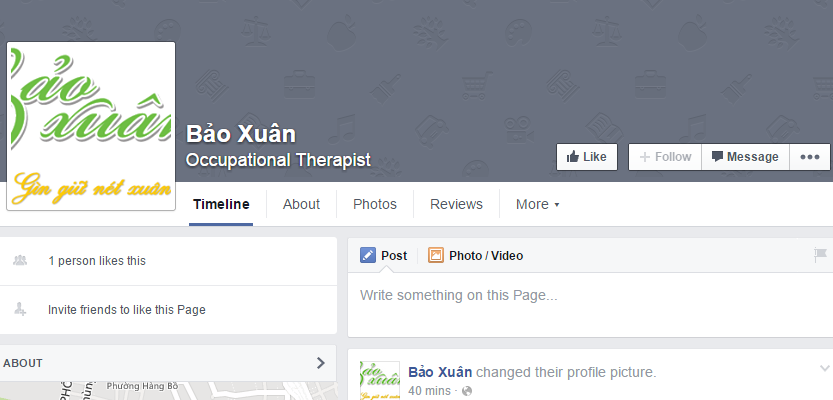 Bảo
xuân
Gìn giữ nét xuân
Bảo Xuân
Occupational Therapist
Like
Follow
Message
Timeline
About
Photos
Reviews
More
1 person likes this
Invite friends to like this Page
ABOUT
Phường Hàng Bồ
Post
Photo / Video
Write something on this Page...
Bảo Xuân changed their profile picture.
40 mins ·